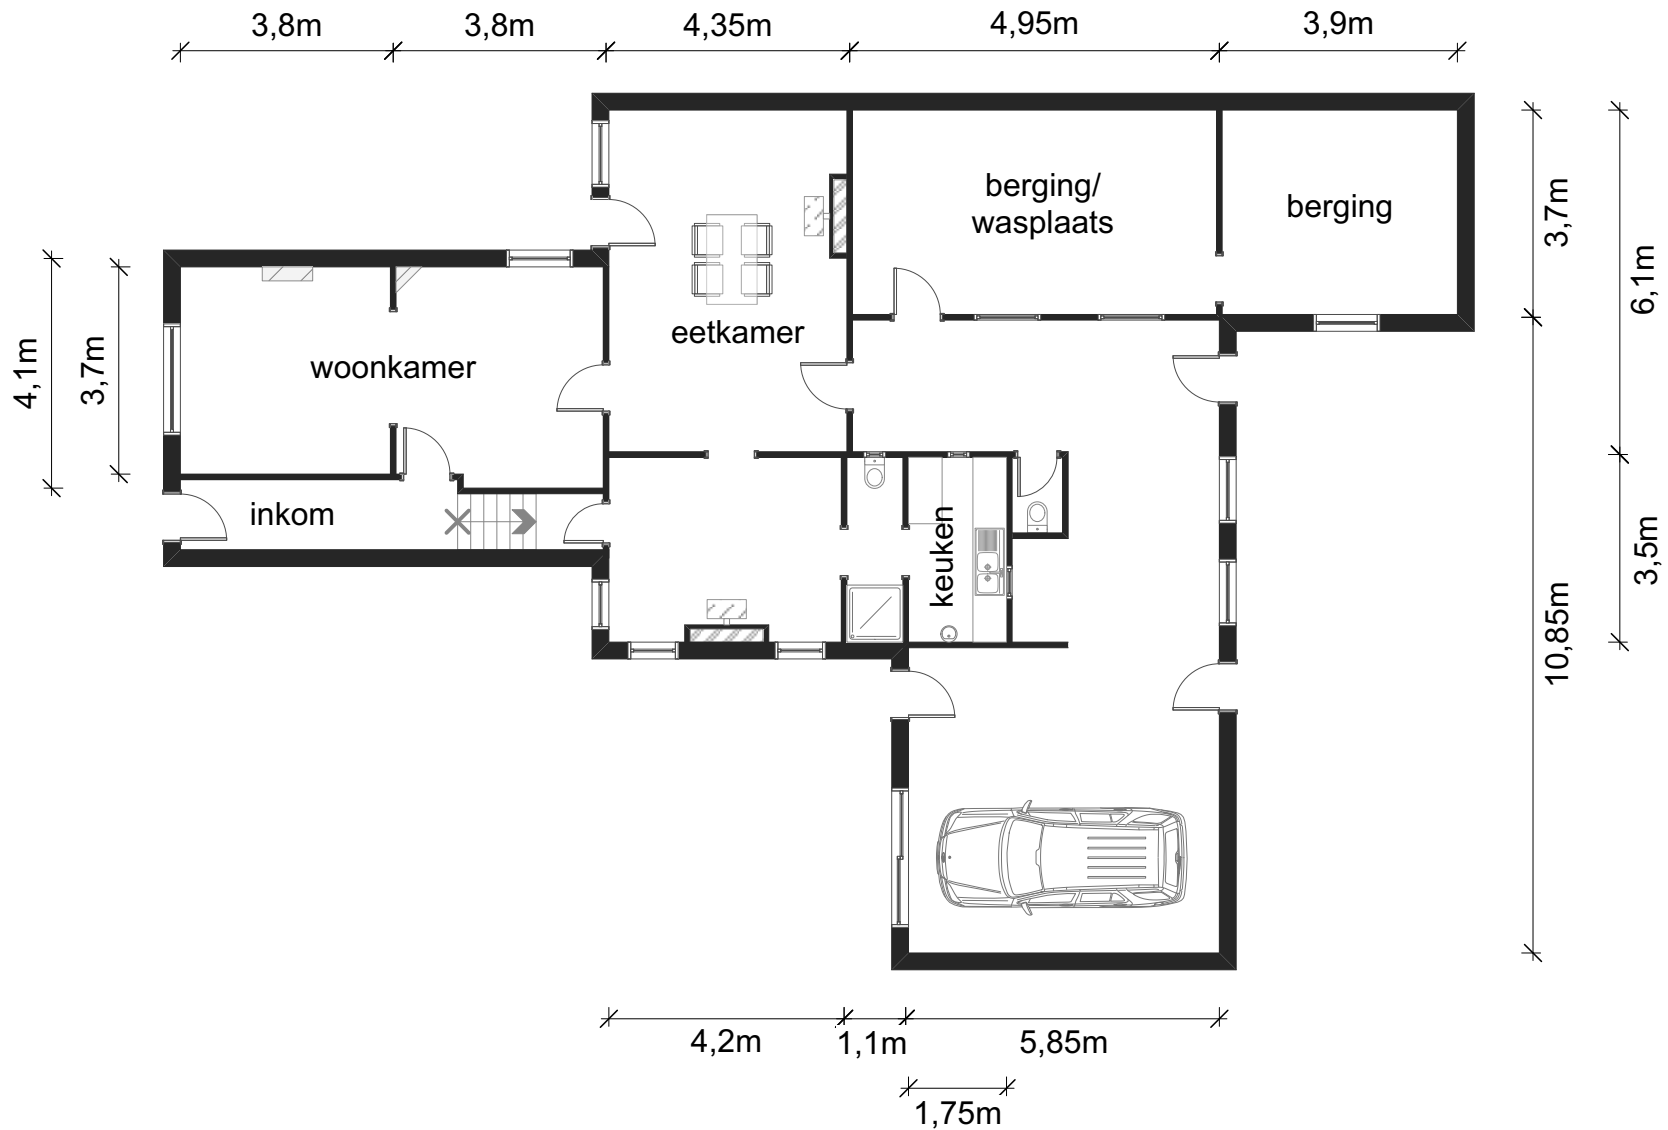 3,8m
3,8m
4,35m
4,95m
3,9m
berging/
wasplaats
berging
3,7m
6,1m
eetkamer
woonkamer
4,1m
3,7m
inkom
keuken
3,5m
10,85m
4,2m
1,1m
5,85m
1,75m